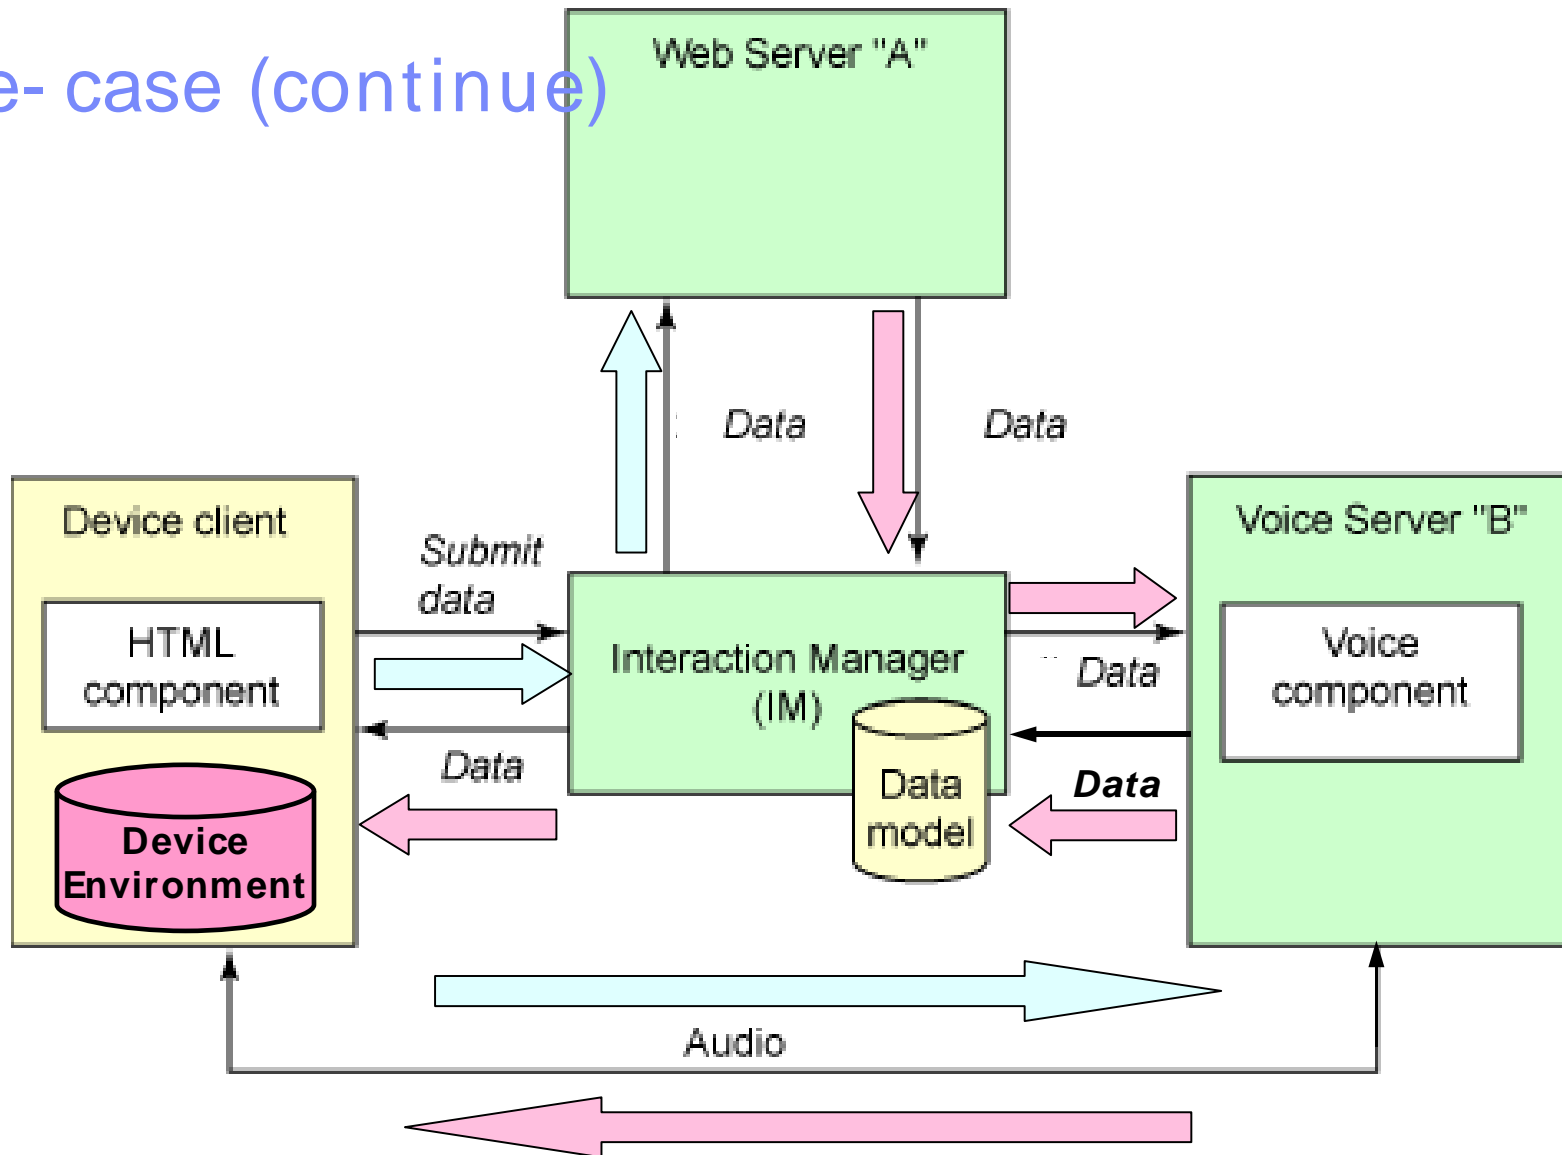 Web Server "A"
e- case (continue)
Data
Data
Device client
Voice Server "B"
Submit
data
HTML
component
Interaction Manager
(IM)
Voice
component
Data
Data
Data
model
Data
Device
Environment
Audio